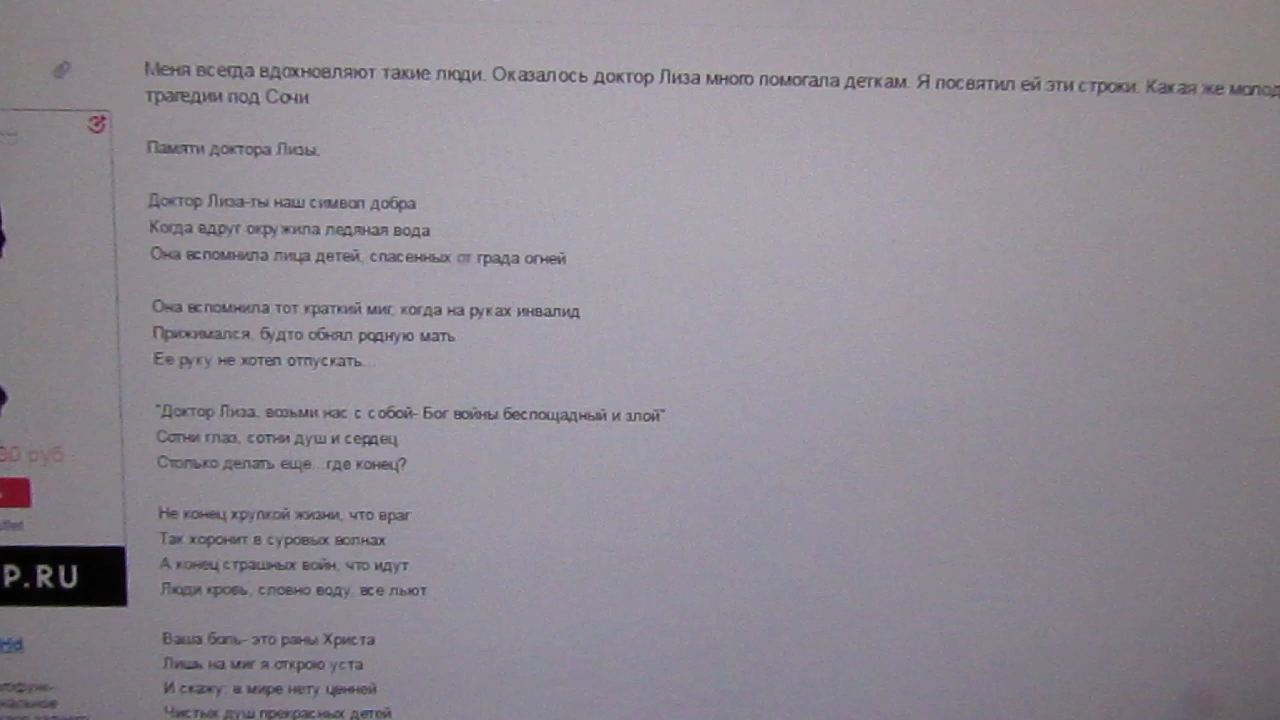 Меня всегда вдохновляют такие люди. Оказалось доктор Лиза много помогала деткам. Я посвятил ей эти строки. Какая же
трагедии под Сочи
Памяти доктора Лизы.
Доктор Лиза-ты наш символ добра
Когда вдруг окружила ледяная вода
Она вспомнила лица детей, спасенных от града огней
Она вспомнила тот краткий миг, когда на руках инвалид
Прижимался, будто обнял родную мать
Ее руку не хотел отпускать...
"Доктор Лиза, возьми нас с собой- Бог войны беспощадный и злой"
Сотни глаз, сотни душ и сердец
Столько делать еще...где конец?
Не конец хрупкой жизни, что враг
Так хоронит в суровых волнах
А конец страшных войн, что идут
Люди кровь, словно воду, все льют
Ваша боль- это раны Христа
Лишь на миг я открою уста
И скажу: в мире нету ценней
Чистых душ прекрасных детей
руб
P.RU